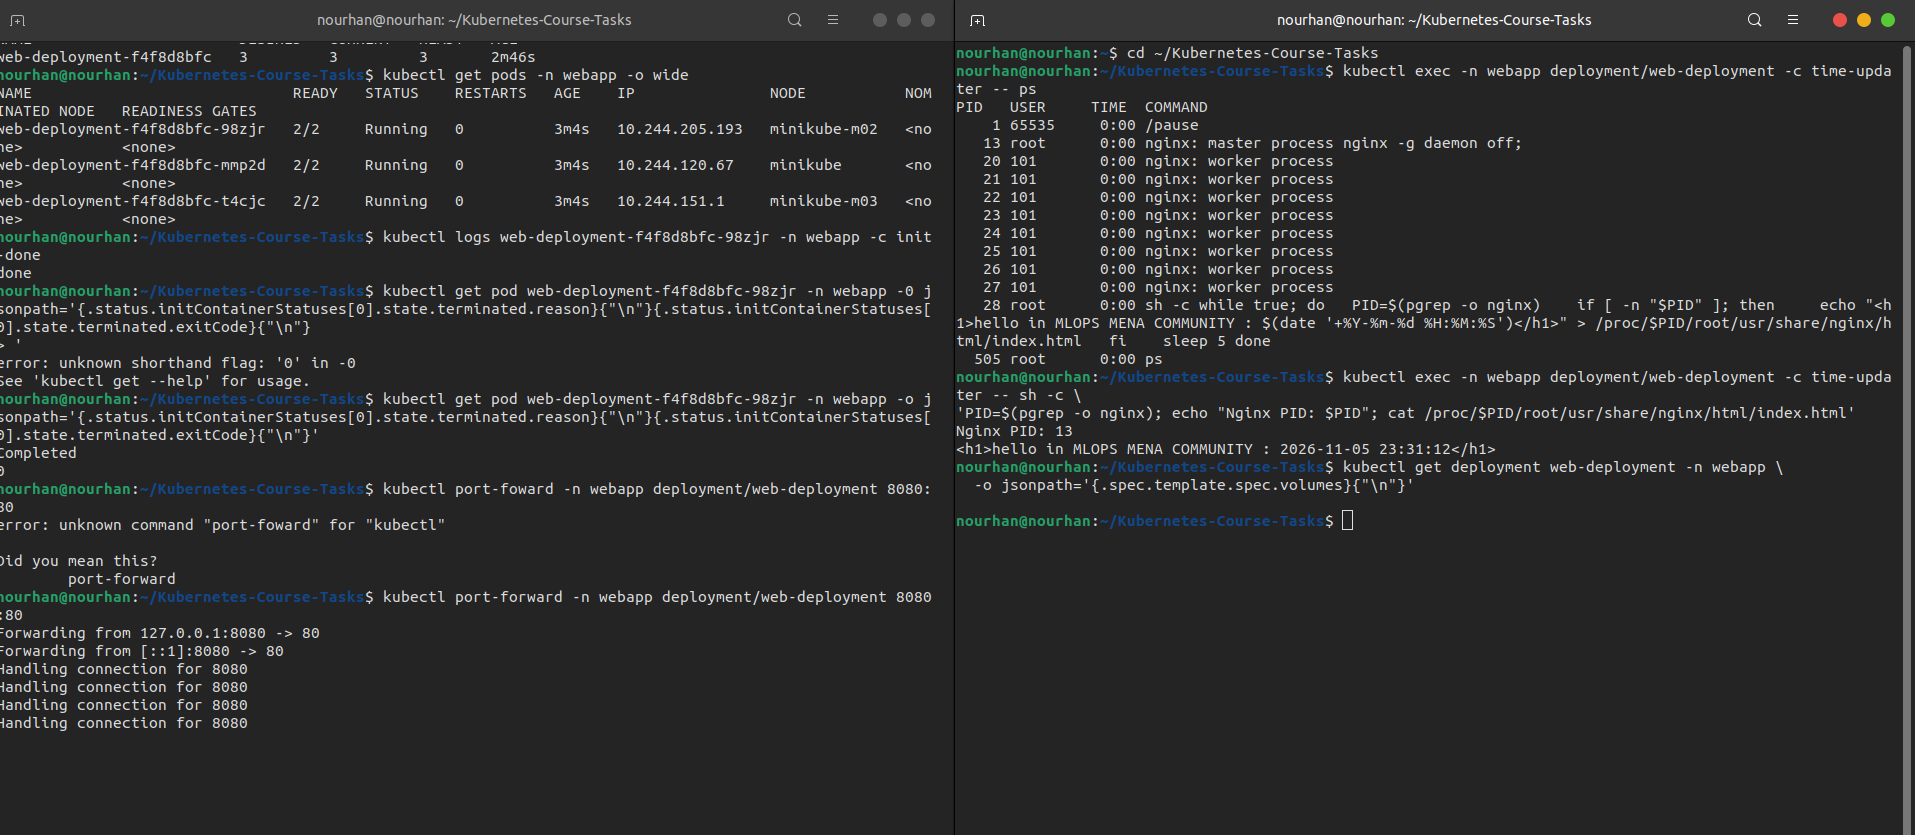 nourhan@nourhan: ~/Kubernetes-Course-Tasks
web-deployment-f4f8d8bfc   3         3         3       2m46s
nourhan@nourhan:~/Kubernetes-Course-Tasks$ kubectl get pods -n webapp -o wide
NAME                             READY   STATUS    RESTARTS   AGE    IP               NODE           NOM
INATED NODE   READINESS GATES
web-deployment-f4f8d8bfc-98zjr   2/2     Running   0          3m4s   10.244.205.193   minikube-m02   <no
ne>           <none>
web-deployment-f4f8d8bfc-mmp2d   2/2     Running   0          3m4s   10.244.120.67    minikube       <no
ne>           <none>
web-deployment-f4f8d8bfc-t4cjc   2/2     Running   0          3m4s   10.244.151.1     minikube-m03   <no
ne>           <none>
nourhan@nourhan:~/Kubernetes-Course-Tasks$ kubectl logs web-deployment-f4f8d8bfc-98zjr -n webapp -c init
-done
done
nourhan@nourhan:~/Kubernetes-Course-Tasks$ kubectl get pod web-deployment-f4f8d8bfc-98zjr -n webapp -0 j
sonpath='{.status.initContainerStatuses[0].state.terminated.reason}{"\n"}{.status.initContainerStatuses[
0].state.terminated.exitCode}{"\n"}
> '
error: unknown shorthand flag: '0' in -0
See 'kubectl get --help' for usage.
nourhan@nourhan:~/Kubernetes-Course-Tasks$ kubectl get pod web-deployment-f4f8d8bfc-98zjr -n webapp -o j
sonpath='{.status.initContainerStatuses[0].state.terminated.reason}{"\n"}{.status.initContainerStatuses[
0].state.terminated.exitCode}{"\n"}'
Completed
0
nourhan@nourhan:~/Kubernetes-Course-Tasks$ kubectl port-foward -n webapp deployment/web-deployment 8080:
80
error: unknown command "port-foward" for "kubectl"
Did you mean this?
        port-forward
nourhan@nourhan:~/Kubernetes-Course-Tasks$ kubectl port-forward -n webapp deployment/web-deployment 8080
:80
Forwarding from 127.0.0.1:8080 -> 80
Forwarding from [::1]:8080 -> 80
Handling connection for 8080
Handling connection for 8080
Handling connection for 8080
Handling connection for 8080
nourhan@nourhan: ~/Kubernetes-Course-Tasks
nourhan@nourhan:~$ cd ~/Kubernetes-Course-Tasks
nourhan@nourhan:~/Kubernetes-Course-Tasks$ kubectl exec -n webapp deployment/web-deployment -c time-upda
ter -- ps
PID   USER     TIME  COMMAND
    1 65535     0:00 /pause
   13 root      0:00 nginx: master process nginx -g daemon off;
   20 101       0:00 nginx: worker process
   21 101       0:00 nginx: worker process
   22 101       0:00 nginx: worker process
   23 101       0:00 nginx: worker process
   24 101       0:00 nginx: worker process
   25 101       0:00 nginx: worker process
   26 101       0:00 nginx: worker process
   27 101       0:00 nginx: worker process
   28 root      0:00 sh -c while true; do   PID=$(pgrep -o nginx)    if [ -n "$PID" ]; then     echo "<h
1>hello in MLOPS MENA COMMUNITY : $(date '+%Y-%m-%d %H:%M:%S')</h1>" > /proc/$PID/root/usr/share/nginx/h
tml/index.html   fi    sleep 5 done
  505 root      0:00 ps
nourhan@nourhan:~/Kubernetes-Course-Tasks$ kubectl exec -n webapp deployment/web-deployment -c time-upda
ter -- sh -c \
'PID=$(pgrep -o nginx); echo "Nginx PID: $PID"; cat /proc/$PID/root/usr/share/nginx/html/index.html'
Nginx PID: 13
<h1>hello in MLOPS MENA COMMUNITY : 2026-11-05 23:31:12</h1>
nourhan@nourhan:~/Kubernetes-Course-Tasks$ kubectl get deployment web-deployment -n webapp \
  -o jsonpath='{.spec.template.spec.volumes}{"\n"}'
nourhan@nourhan:~/Kubernetes-Course-Tasks$